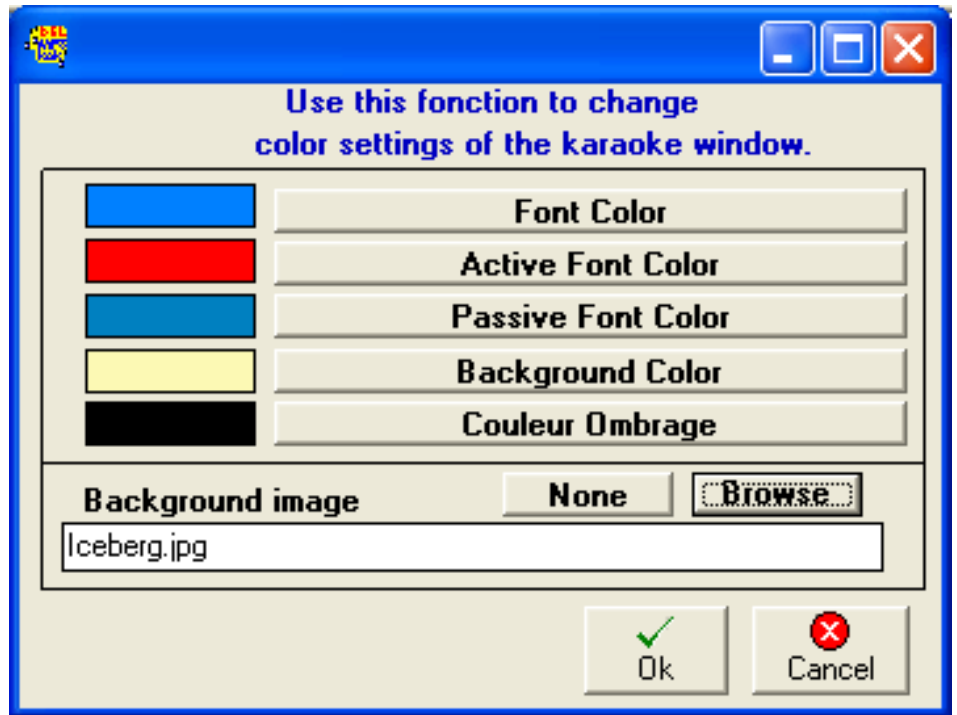 Use this fonction to change
color settings of the karaoke window.
Font Color
Active Font Color
Passive Font Color
Background Color
Couleur Ombrage
Background image
None
Browse
Iceberg.jpg
Ok
Cancel